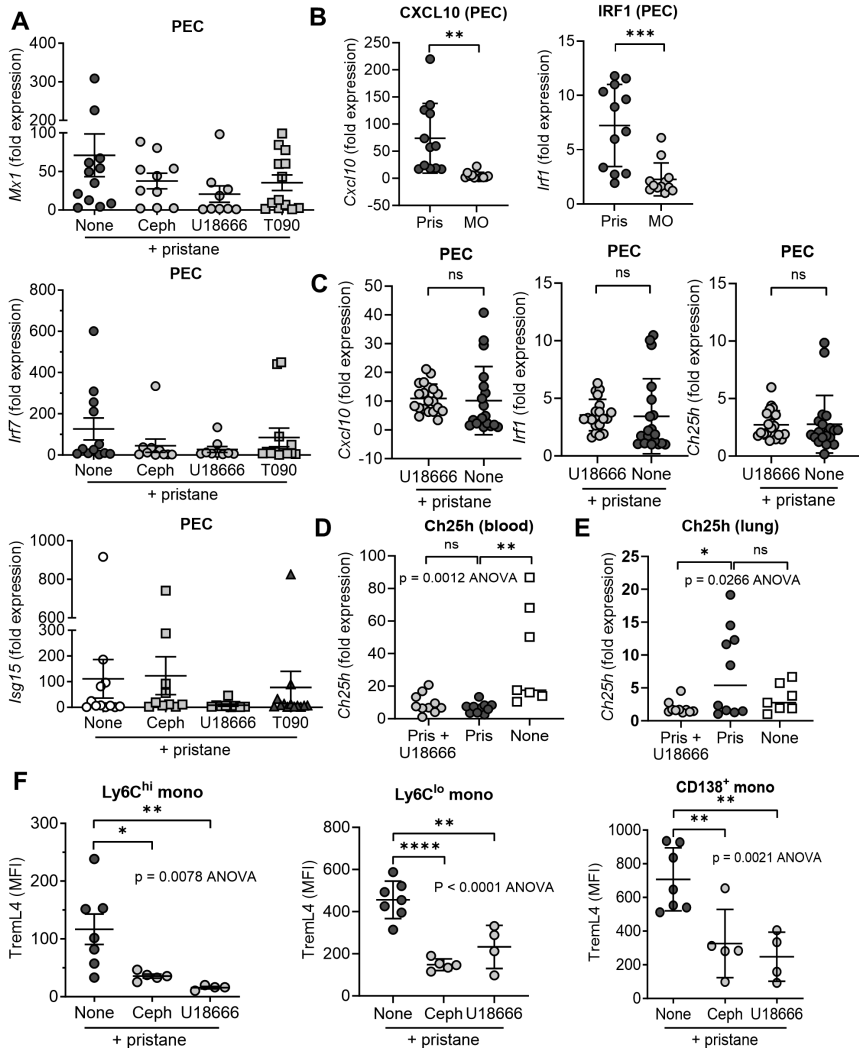 A
PEC
Mx1 (fold expression)
400
300
200
100
100
50
0
None Ceph U18666 T090
+ pristane
PEC
Irf7 (fold expression)
800
600
400
200
0
None Ceph U18666 T090
+ pristane
PEC
Isg15 (fold expression)
1000
800
600
400
200
300
200
100
0
None Ceph U18666 T090
+ pristane
B
CXCL10 (PEC)
**
Cxcl10 (fold expression)
250
200
150
100
50
0
-50
Pris MO
IRF1 (PEC)
***
Irf1 (fold expression)
15
10
5
0
Pris MO
C
PEC
ns
Cxcl10 (fold expression)
50
40
30
20
10
0
-10
U18666 None
+ pristane
PEC
ns
Irf1 (fold expression)
15
10
5
0
U18666 None
+ pristane
PEC
ns
Ch25h (fold expression)
15
10
5
0
U18666 None
+ pristane
D
Ch25h (blood)
ns **
p = 0.0012 ANOVA
Ch25h (fold expression)
100
80
60
40
20
0
Pris + U18666
Pris
None
E
Ch25h (lung)
* ns
p = 0.0266 ANOVA
Ch25h (fold expression)
25
20
15
10
5
0
Pris + U18666
Pris
None
F
Ly6Chi mono
**
*
p = 0.0078 ANOVA
TremL4 (MFI)
300
200
100
0
None Ceph U18666
+ pristane
Ly6Clo mono
**
****
P < 0.0001 ANOVA
TremL4 (MFI)
800
600
400
200
0
None Ceph U18666
+ pristane
CD138+ mono
**
**
p = 0.0021 ANOVA
TremL4 (MFI)
1000
800
600
400
200
0
None Ceph U18666
+ pristane